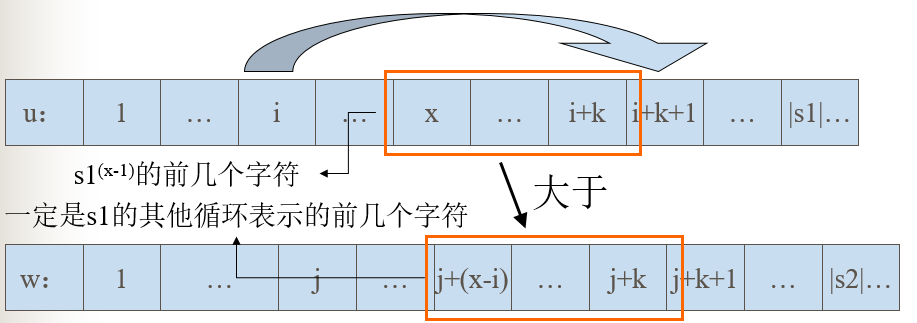 u: 1 … i … x … i+k i+k+1 … |s1|…
s1(x-1)的前几个字符
大于
一定是s1的其他循环表示的前几个字符
w: 1 … j … j+(x-i) … j+k j+k+1 … |s2|…